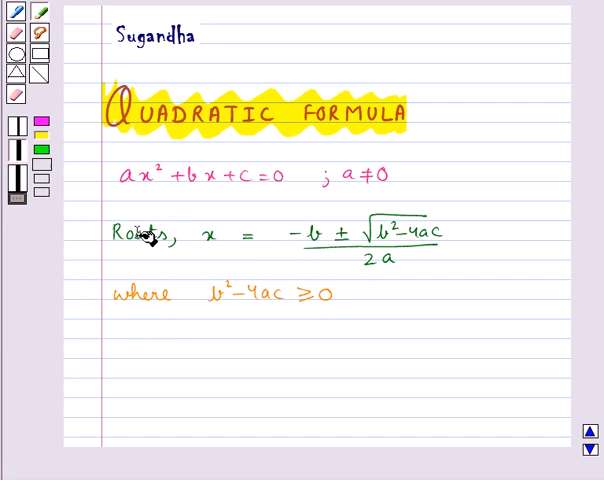 Sugandha
QUADRATIC FORMULA
ax² + bx + c = 0 ; a ≠ 0
Roots, x = -b ± √b²-4ac / 2a
where b² - 4ac ≥ 0